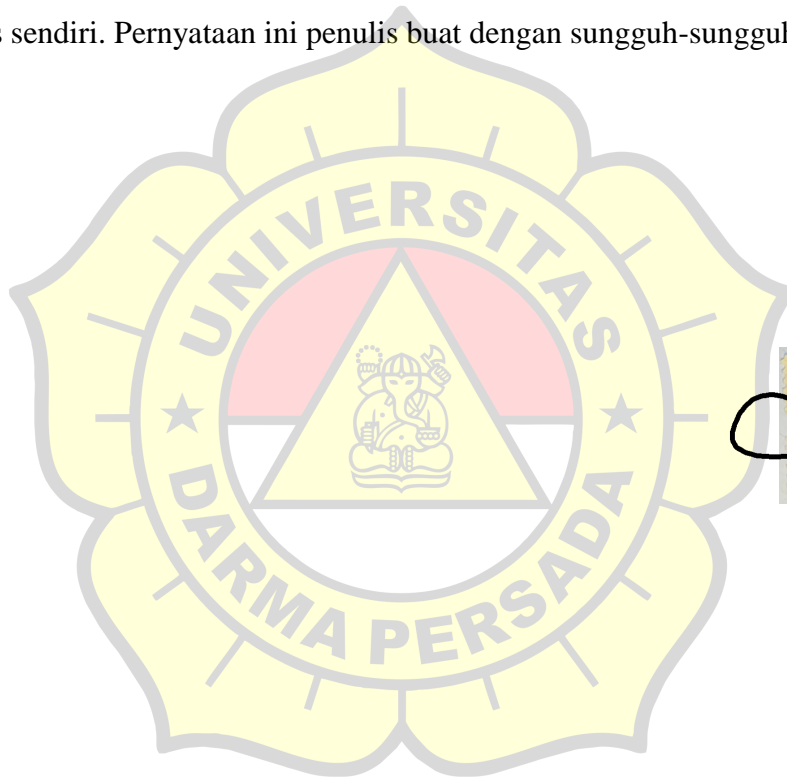 s sendiri. Pernyataan ini penulis buat dengan sungguh-sungguh
UNIVERSITAS
DARMA PERSADA